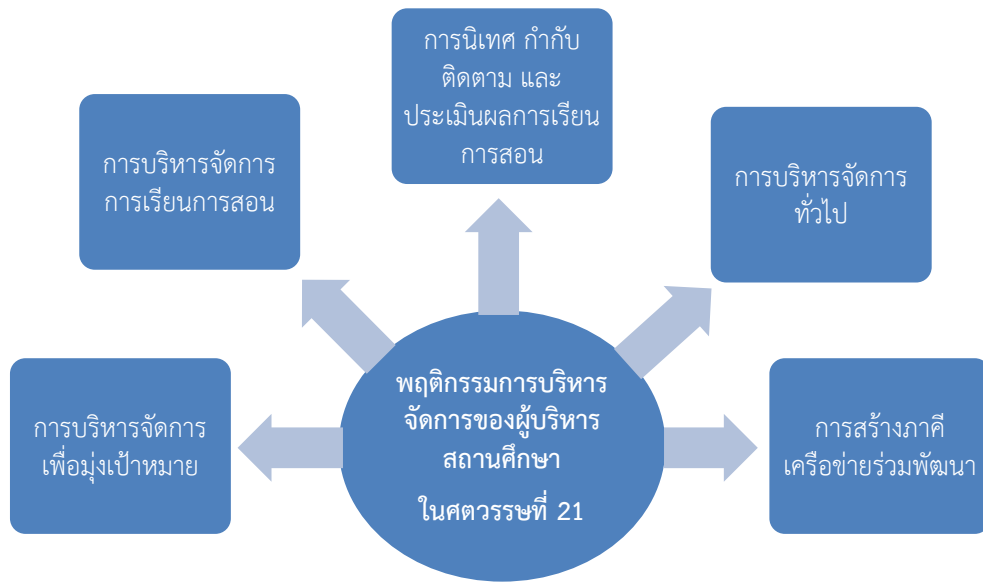 การนิเทศ กำกับ
ติดตาม และ
ประเมินผลการเรียน
การสอน
การบริหารจัดการ
การเรียนการสอน
การบริหารจัดการ
ทั่วไป
การบริหารจัดการ
เพื่อมุ่งเป้าหมาย
พฤติกรรมการบริหาร
จัดการของผู้บริหาร
สถานศึกษา
ในศตวรรษที่ 21
การสร้างภาคี
เครือข่ายร่วมพัฒนา